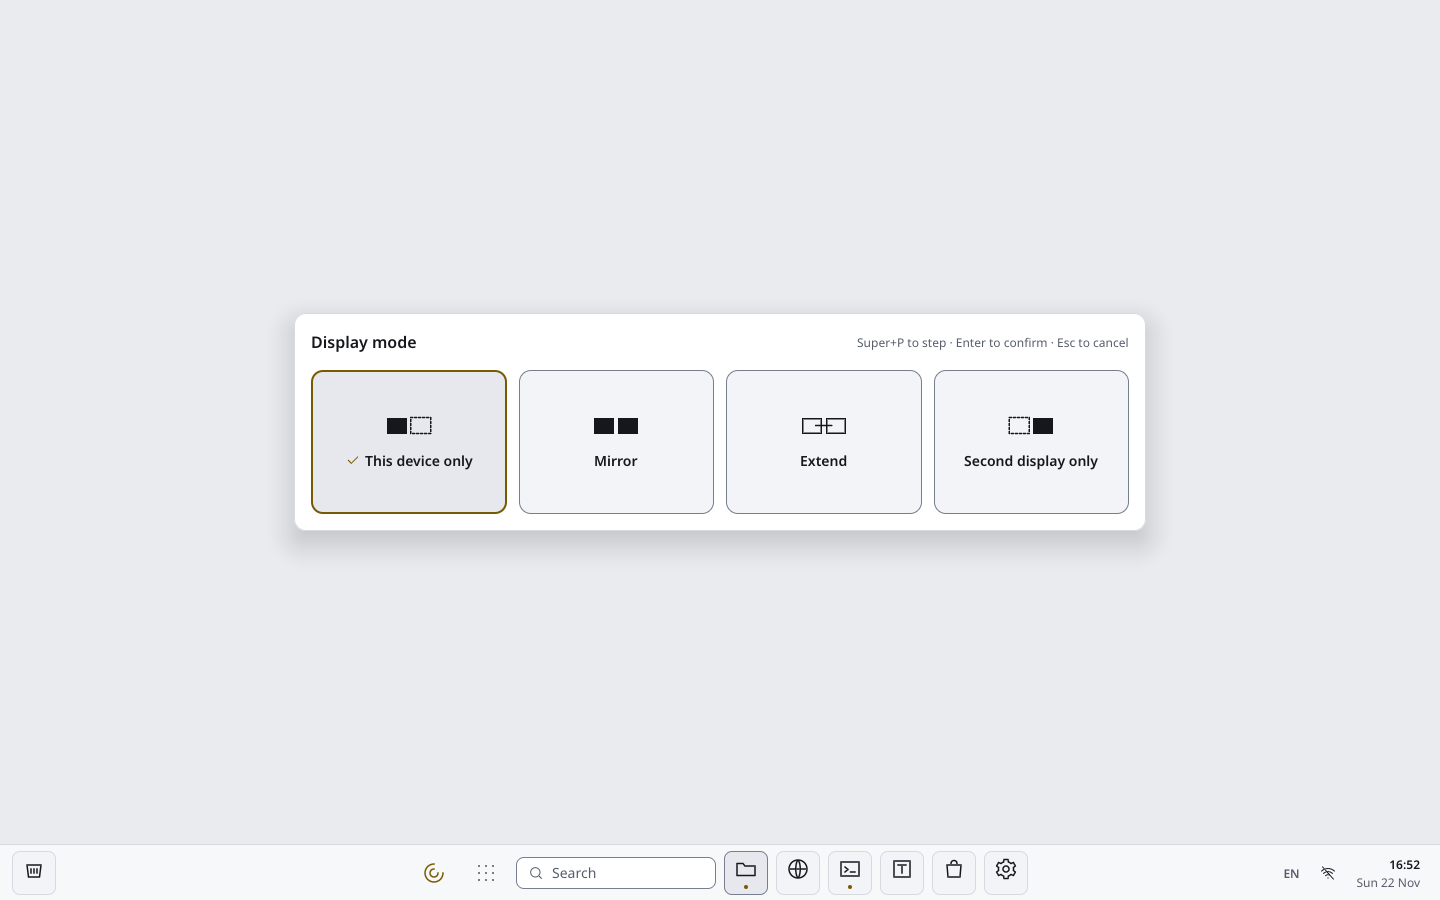 Display mode
Super+P to step · Enter to confirm · Esc to cancel
This device only
Mirror
Extend
Second display only
Search
EN
16:52
Sun 22 Nov